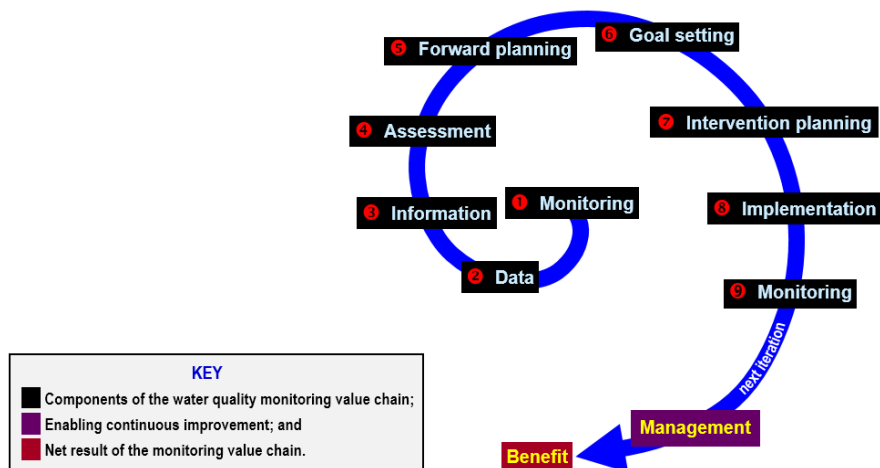 ❶ Monitoring
❷ Data
❸ Information
❹ Assessment
❺ Forward planning
❻ Goal setting
❼ Intervention planning
❽ Implementation
❾ Monitoring
next iteration
Management
Benefit
KEY
Components of the water quality monitoring value chain;
Enabling continuous improvement; and
Net result of the monitoring value chain.